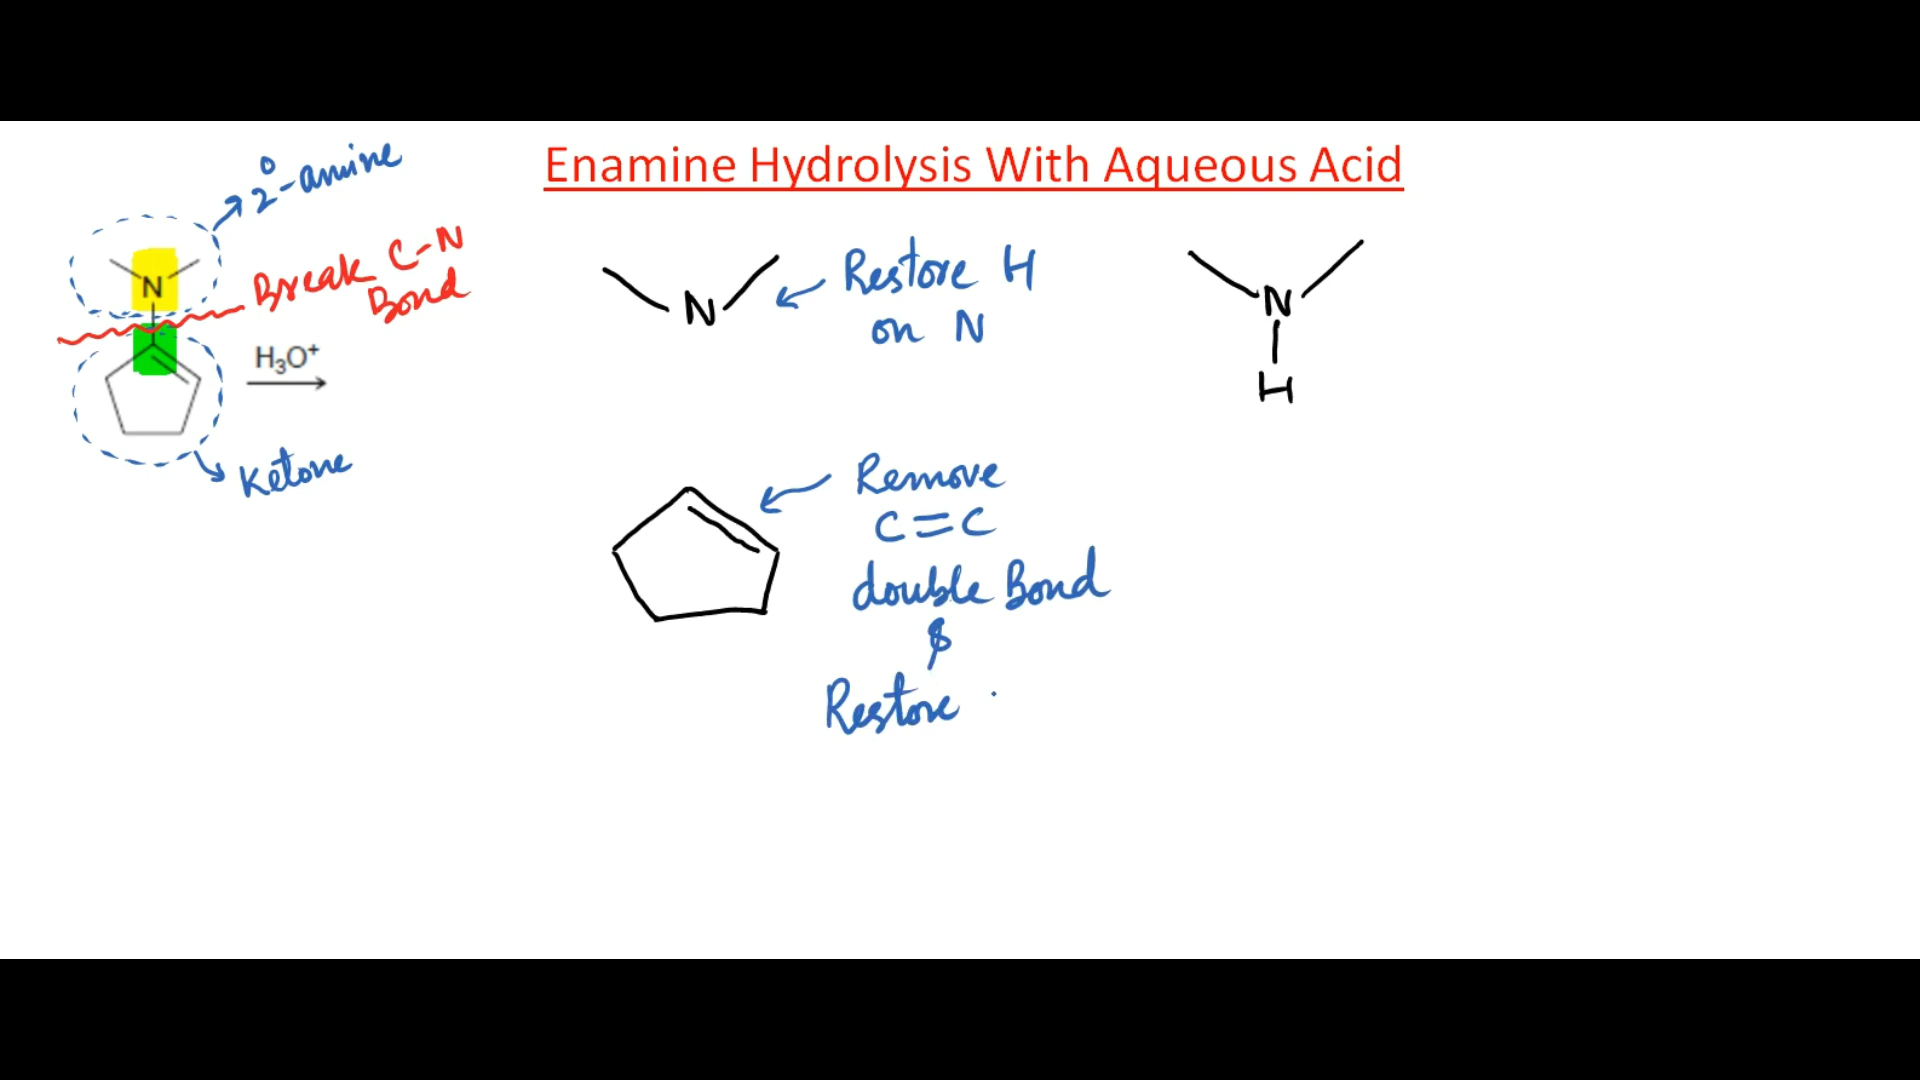 Enamine Hydrolysis With Aqueous Acid
2°-amine
Break C-N
Bond
N
H₃O⁺
Ketone
N
Restore H
on N
N
H
Remove
C=C
double Bond
&
Restore